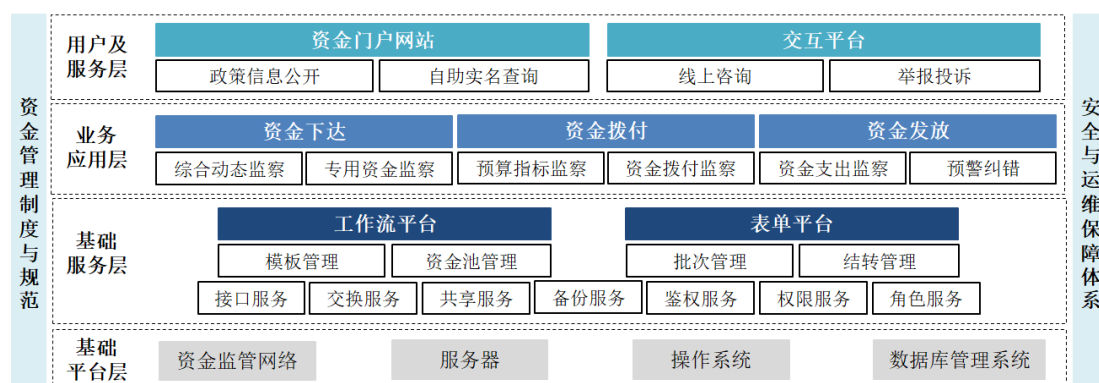 资金管理制度与规范
用户及
服务层
资金门户网站
交互平台
政策信息公开
自助实名查询
线上咨询
举报投诉
业务
应用层
资金下达
资金拨付
资金发放
综合动态监察
专用资金监察
预算指标监察
资金拨付监察
资金支出监察
预警纠错
基础
服务层
工作流平台
表单平台
模板管理
资金池管理
批次管理
结转管理
接口服务
交换服务
共享服务
备份服务
鉴权服务
权限服务
角色服务
基础
平台层
资金监管网络
服务器
操作系统
数据库管理系统
安全与运维保障体系